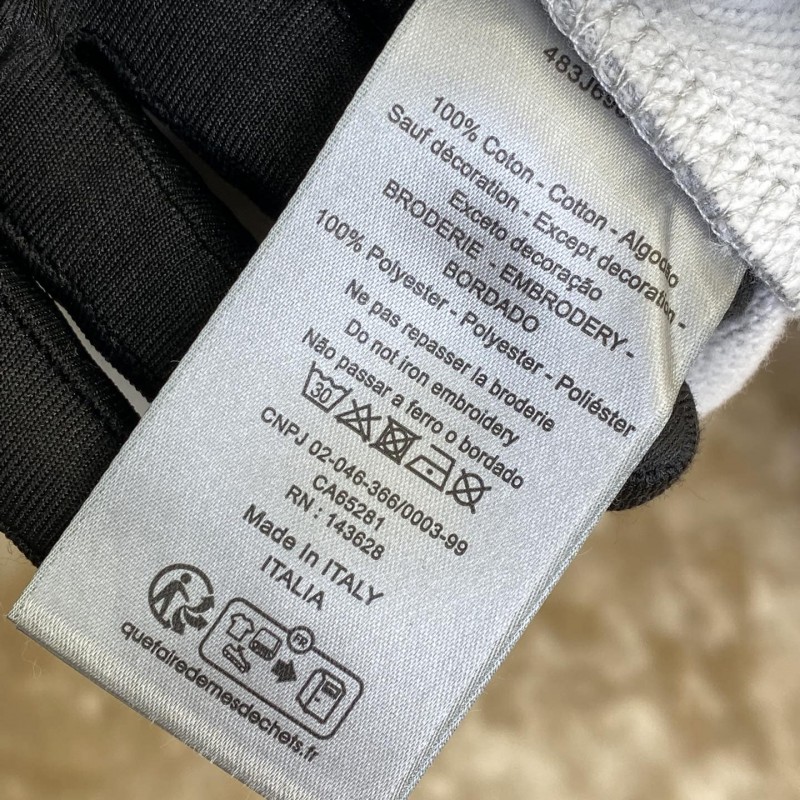 100% Coton - Cotton - Algodão
Sauf décoration - Except decoration -
Exceto decoração
BRODERIE - EMBRODERY -
BORDADO
100% Polyester - Polyester - Poliéster
Ne pas repasser la broderie
Do not iron embroidery
Não passar a ferro o bordado
30
CNPJ 02-046-366/0003-99
CA65281
RN : 143628
Made In ITALY
ITALIA
FR
quefairedemesdechets.fr